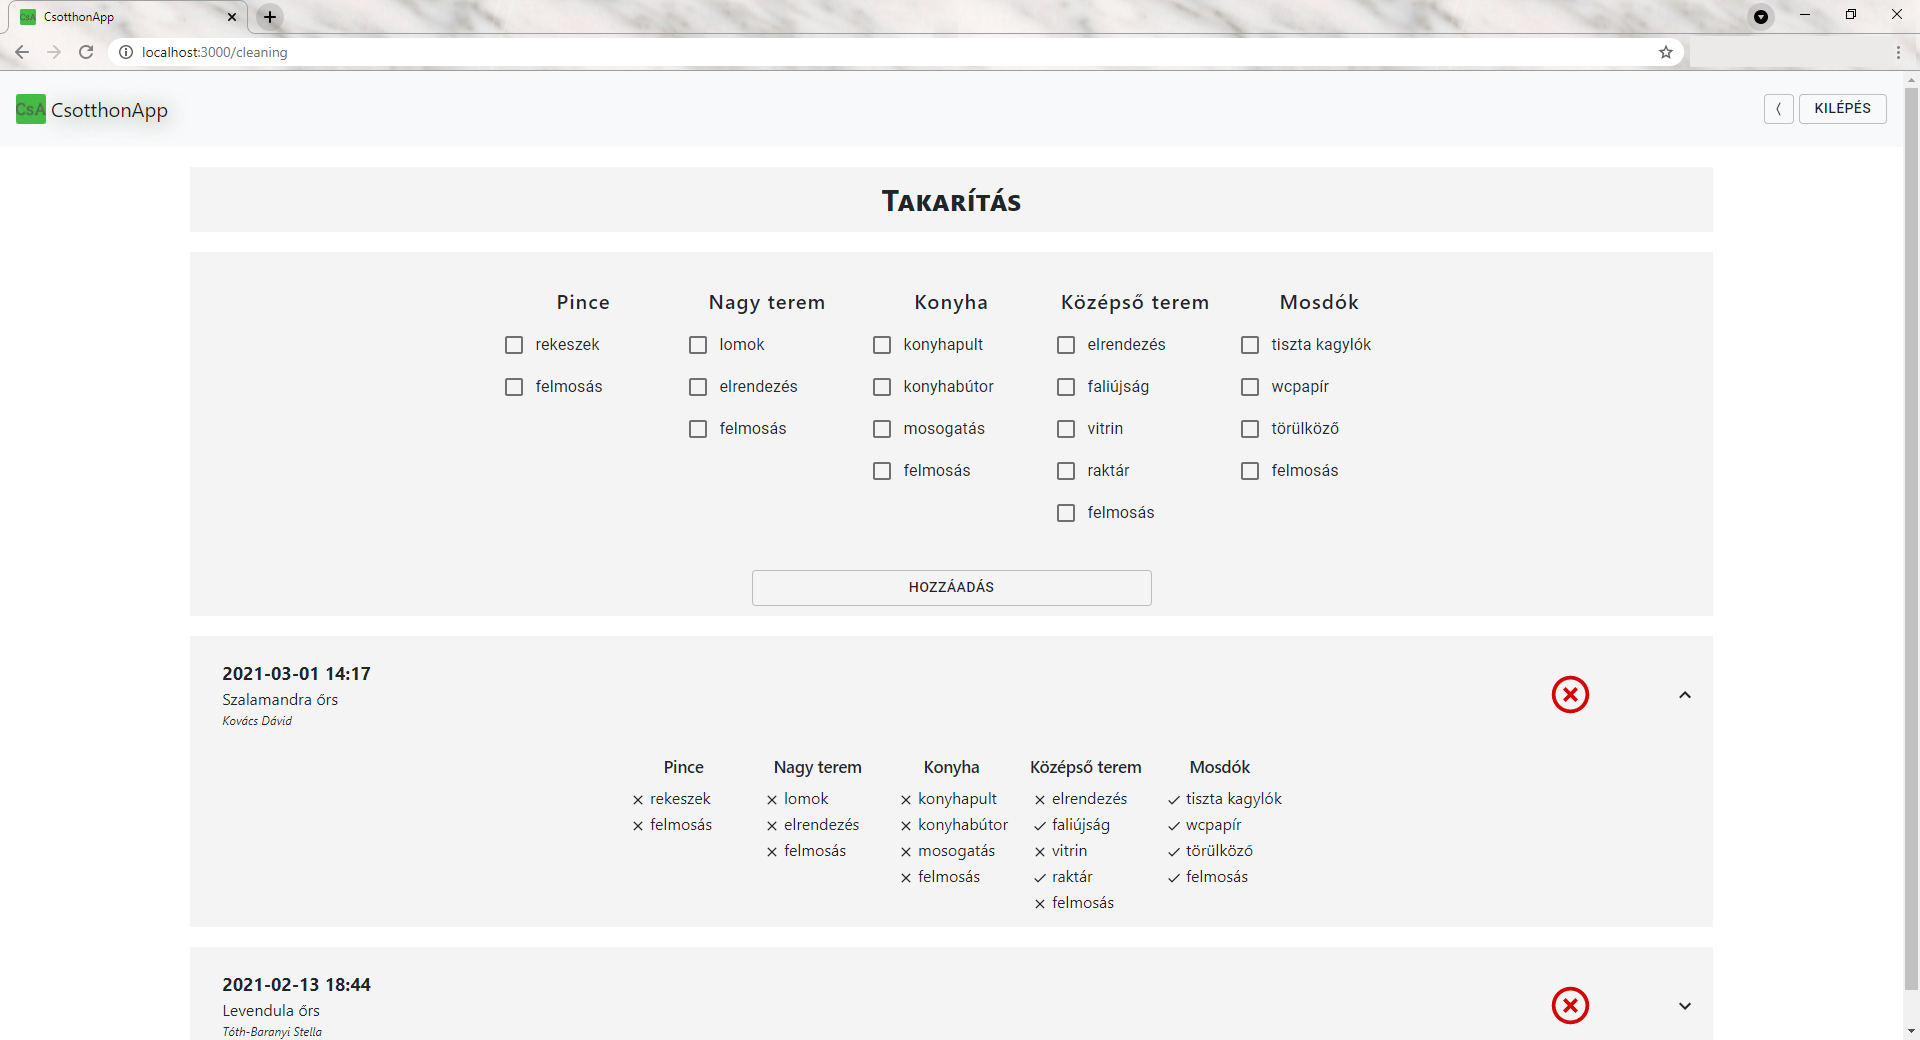 CsA CsotthonApp
localhost:3000/cleaning
CsA CsotthonApp
KILÉPÉS
Takarítás
Pince Nagy terem Konyha Középső terem Mosdók
rekeszek lomok konyhapult elrendezés tiszta kagylók
felmosás elrendezés konyhabútor faliújság wcpapír
felmosás mosogatás vitrin törülköző
felmosás raktár felmosás
felmosás
HOZZÁADÁS
2021-03-01 14:17
Szalamandra őrs
Kovács Dávid
Pince Nagy terem Konyha Középső terem Mosdók
rekeszek lomok konyhapult elrendezés tiszta kagylók
felmosás elrendezés konyhabútor faliújság wcpapír
felmosás mosogatás vitrin törülköző
felmosás raktár felmosás
felmosás
2021-02-13 18:44
Levendula őrs
Tóth-Baranyi Stella